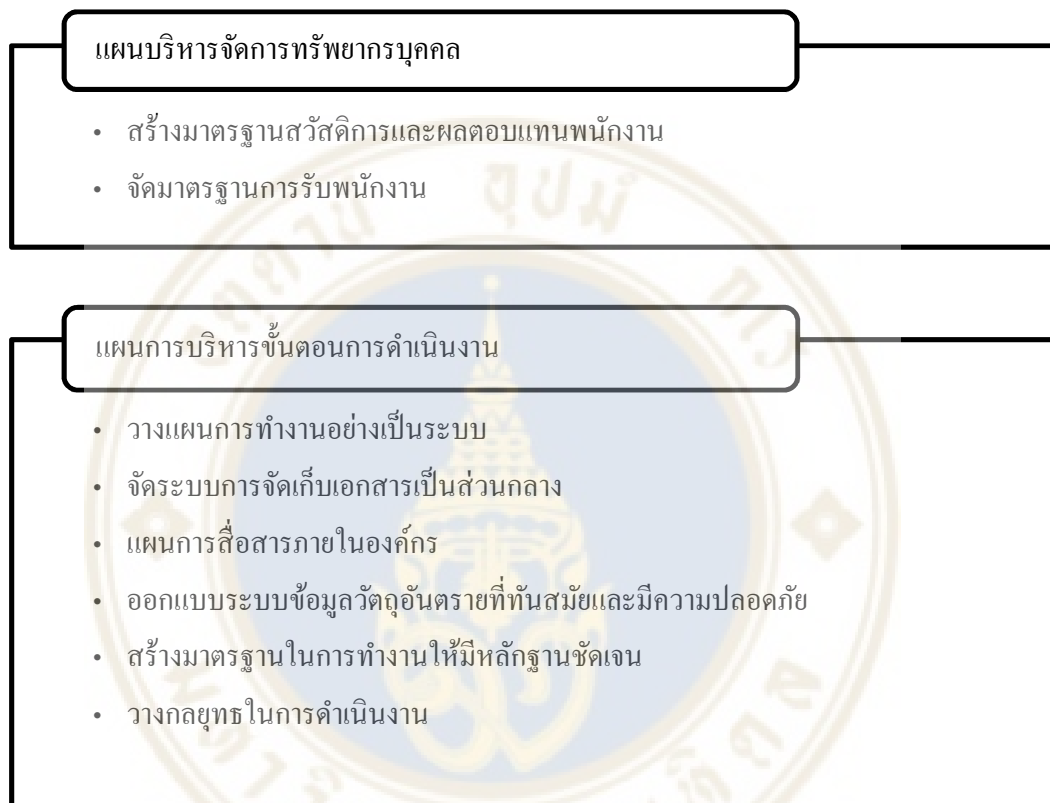 แผนบริหารจัดการทรัพยากรบุคคล
• สร้างมาตรฐานสวัสดิการและผลตอบแทนพนักงาน
• จัดมาตรฐานการรับพนักงาน
แผนการบริหารขั้นตอนการดำเนินงาน
• วางแผนการทำงานอย่างเป็นระบบ
• จัดระบบการจัดเก็บเอกสารเป็นส่วนกลาง
• แผนการสื่อสารภายในองค์กร
• ออกแบบระบบข้อมูลวัตถุอันตรายที่ทันสมัยและมีความปลอดภัย
• สร้างมาตรฐานในการทำงานให้มีหลักฐานชัดเจน
• วางกลยุทธในการดำเนินงาน